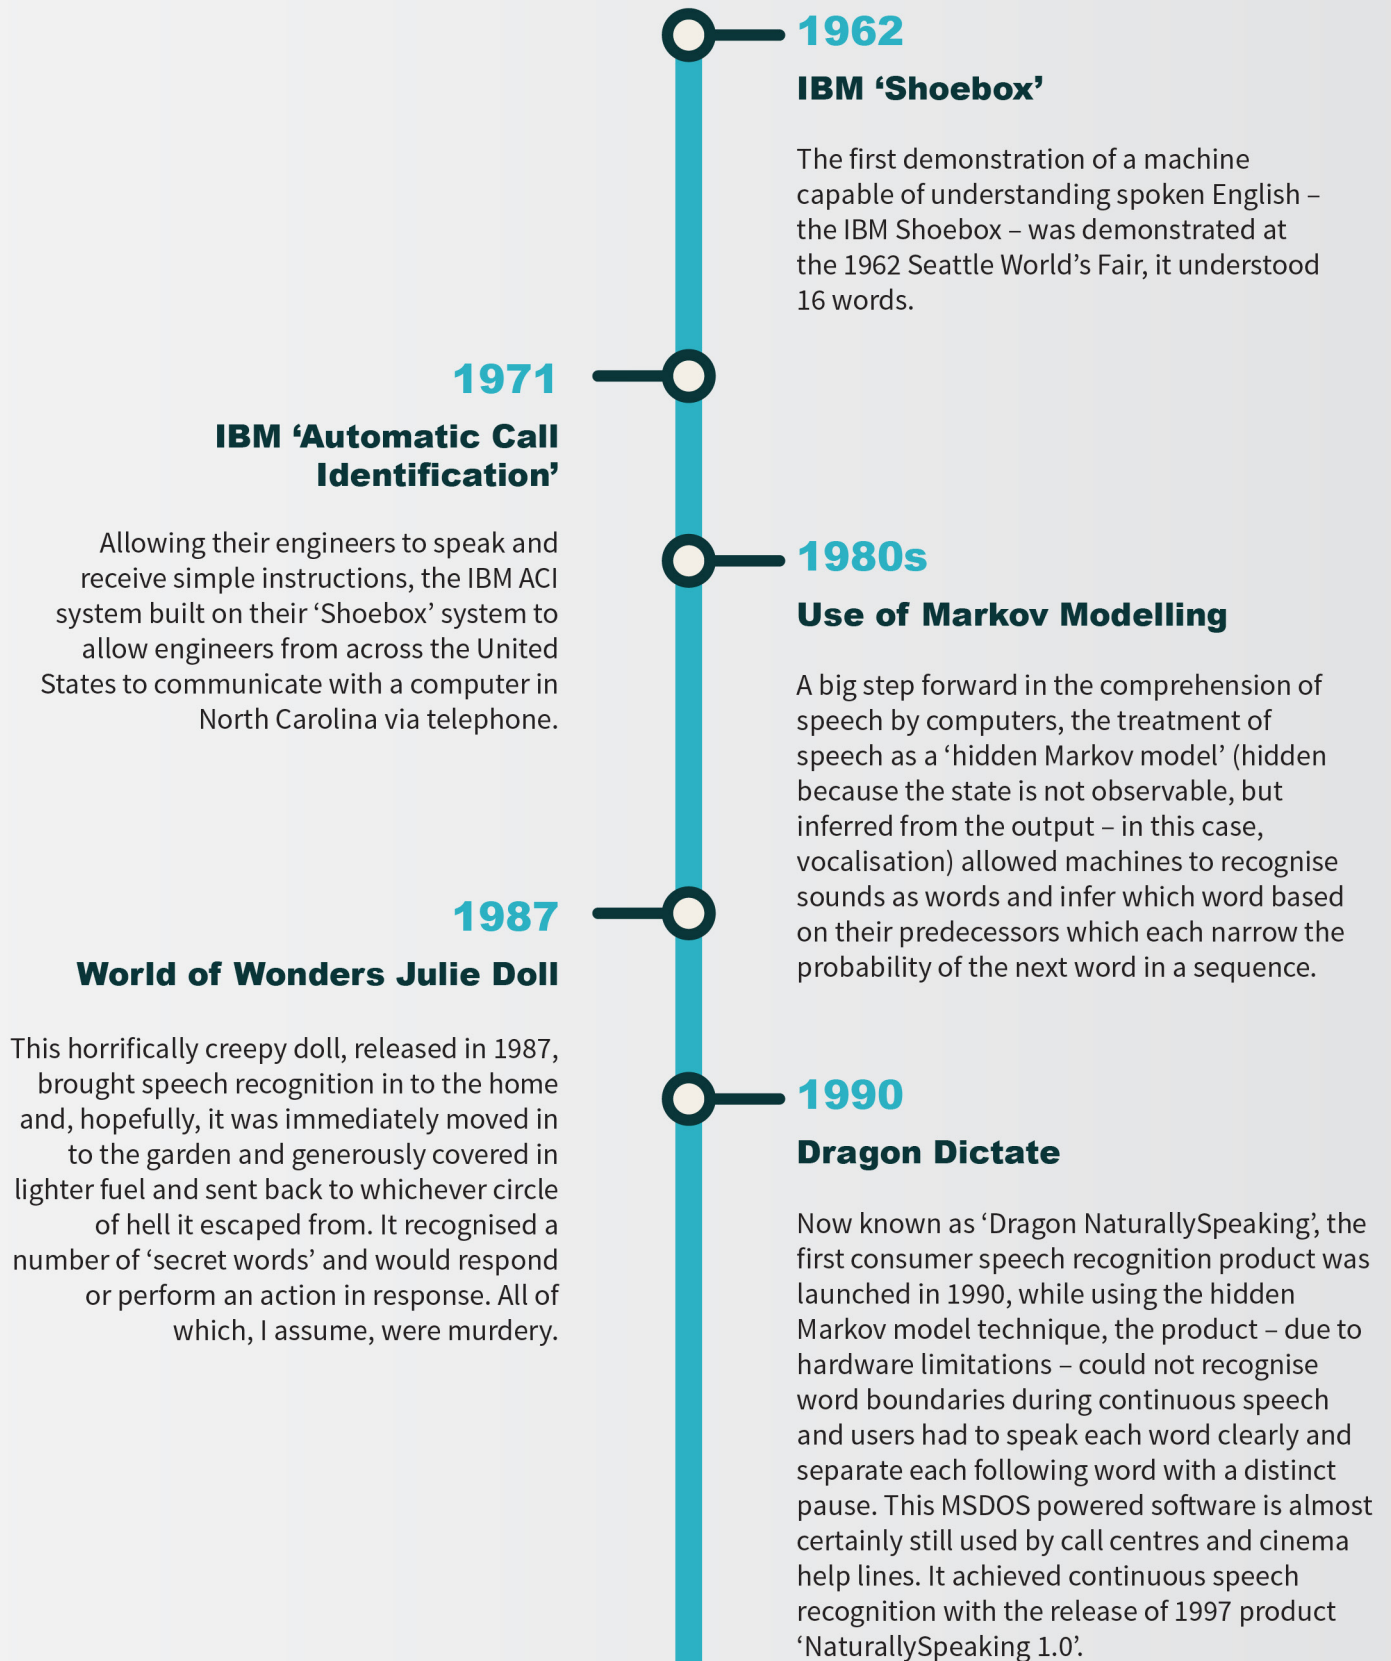 1962
IBM ‘Shoebox’
The first demonstration of a machine
capable of understanding spoken English –
the IBM Shoebox – was demonstrated at
the 1962 Seattle World’s Fair, it understood
16 words.
1971
IBM ‘Automatic Call
Identification’
Allowing their engineers to speak and
receive simple instructions, the IBM ACI
system built on their ‘Shoebox’ system to
allow engineers from across the United
States to communicate with a computer in
North Carolina via telephone.
1980s
Use of Markov Modelling
A big step forward in the comprehension of
speech by computers, the treatment of
speech as a ‘hidden Markov model’ (hidden
because the state is not observable, but
inferred from the output – in this case,
vocalisation) allowed machines to recognise
sounds as words and infer which word based
on their predecessors which each narrow the
probability of the next word in a sequence.
1987
World of Wonders Julie Doll
This horrifically creepy doll, released in 1987,
brought speech recognition in to the home
and, hopefully, it was immediately moved in
to the garden and generously covered in
lighter fuel and sent back to whichever circle
of hell it escaped from. It recognised a
number of ‘secret words’ and would respond
or perform an action in response. All of
which, I assume, were murdery.
1990
Dragon Dictate
Now known as ‘Dragon NaturallySpeaking’, the
first consumer speech recognition product was
launched in 1990, while using the hidden
Markov model technique, the product – due to
hardware limitations – could not recognise
word boundaries during continuous speech
and users had to speak each word clearly and
separate each following word with a distinct
pause. This MSDOS powered software is almost
certainly still used by call centres and cinema
help lines. It achieved continuous speech
recognition with the release of 1997 product
‘NaturallySpeaking 1.0’.